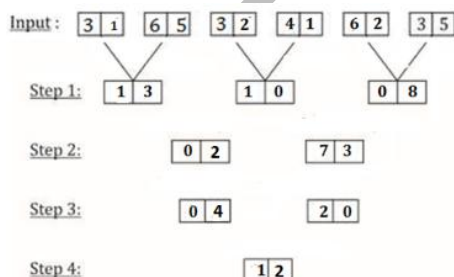 Input : 3 1 6 5 3 2 4 1 6 2 3 5
Step 1: 1 3 1 0 0 8
Step 2: 0 2 7 3
Step 3: 0 4 2 0
Step 4: 1 2